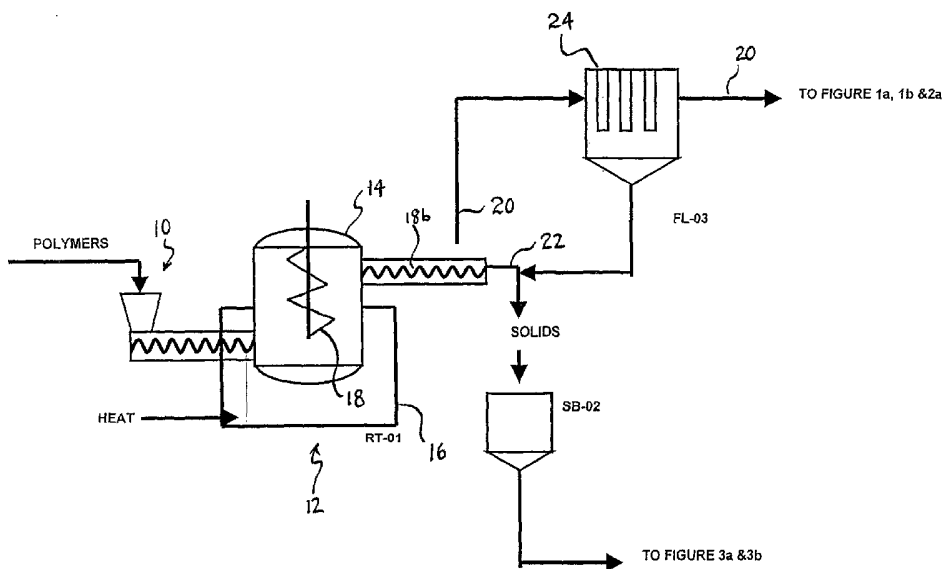 24
20
TO FIGURE 1a, 1b &2a
14
10
18b
20
22
FL-03
POLYMERS
SOLIDS
18
SB-02
HEAT
RT-01
16
12
TO FIGURE 3a &3b